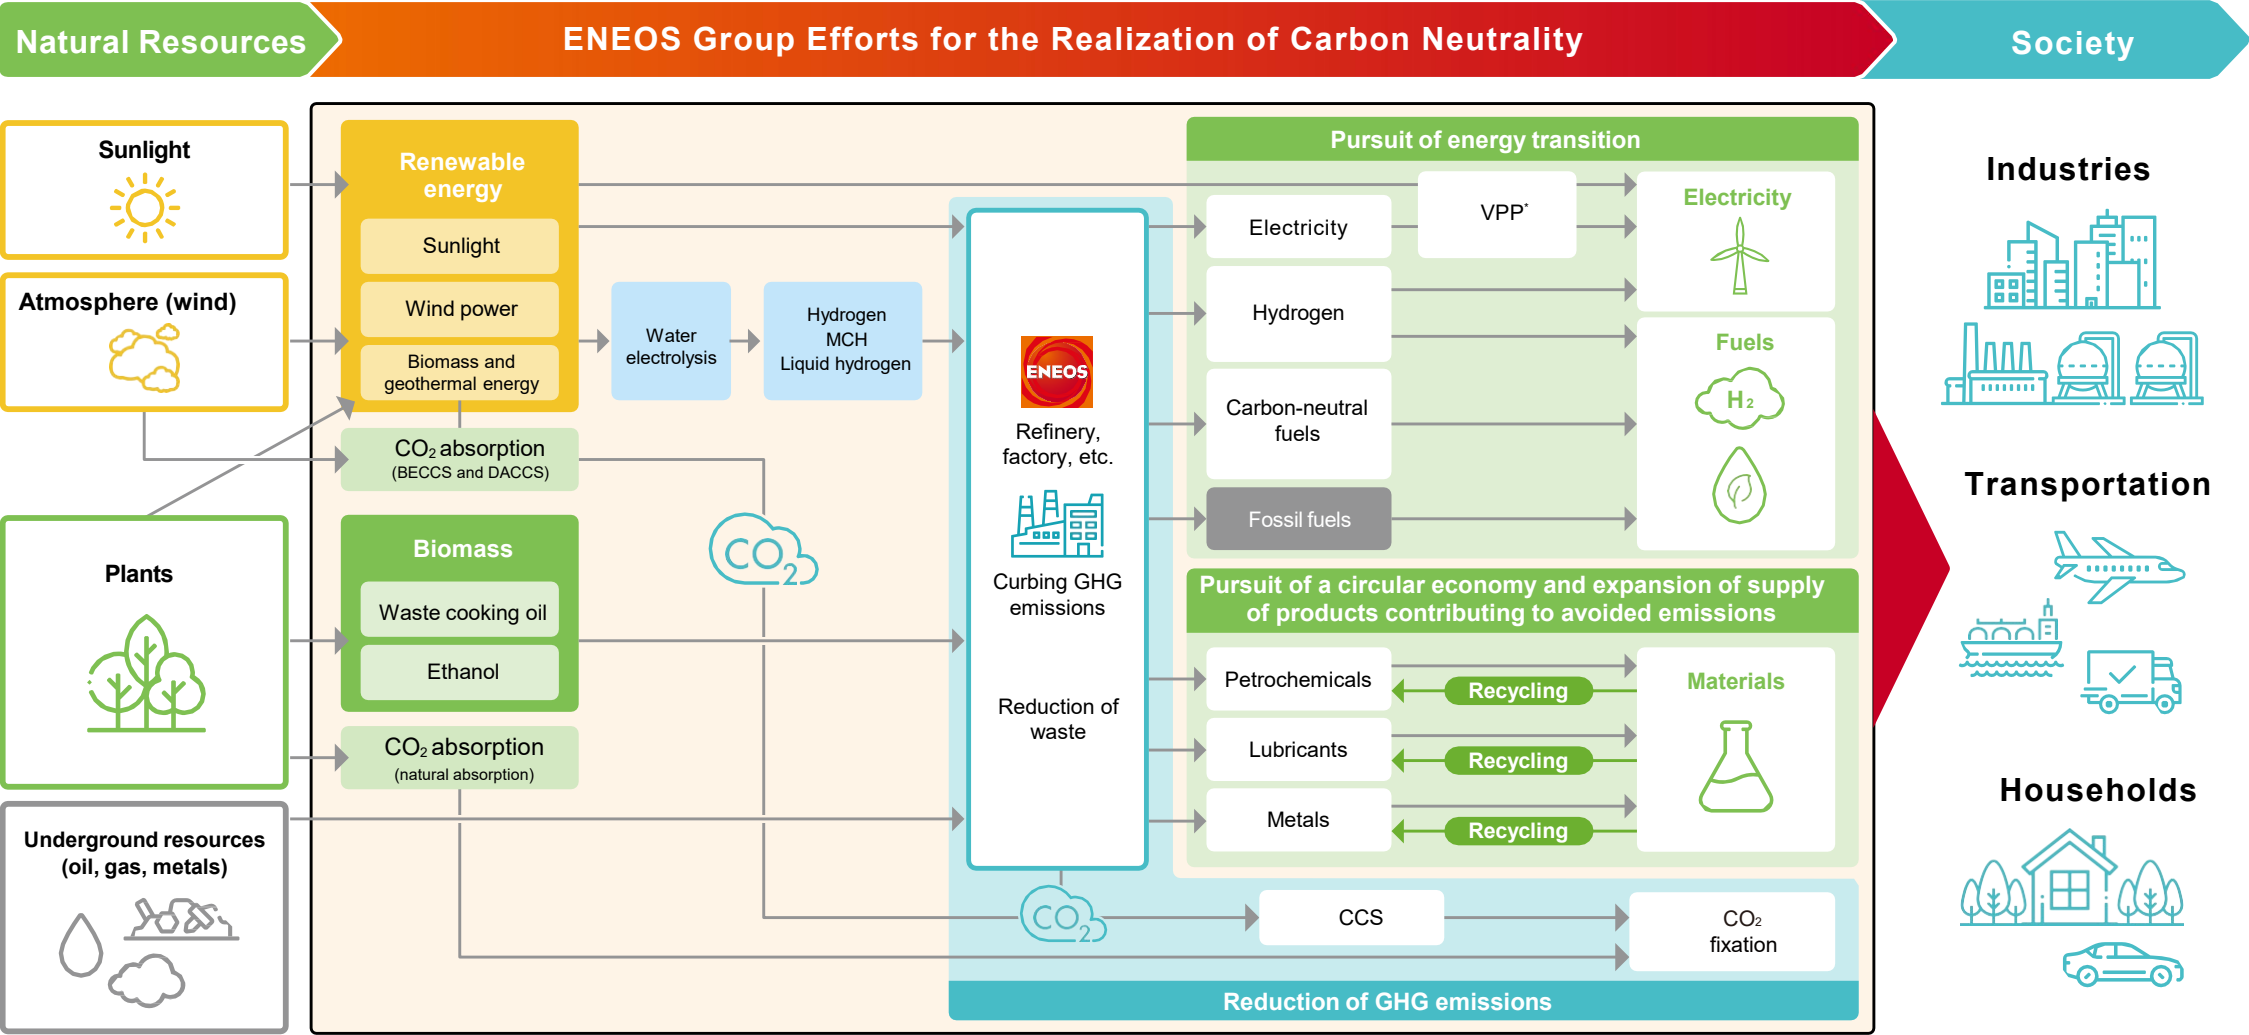 Natural Resources
ENEOS Group Efforts for the Realization of Carbon Neutrality
Society
Sunlight
Atmosphere (wind)
Plants
Underground resources
(oil, gas, metals)
Renewable
energy
Sunlight
Wind power
Biomass and
geothermal energy
CO₂ absorption
(BECCS and DACCS)
Biomass
Waste cooking oil
Ethanol
CO₂ absorption
(natural absorption)
Water
electrolysis
Hydrogen
MCH
Liquid hydrogen
CO₂
ENEOS
Refinery,
factory, etc.
Curbing GHG
emissions
Reduction of
waste
CO₂
Pursuit of energy transition
Electricity
VPP*
Electricity
Hydrogen
Fuels
H₂
Carbon-neutral
fuels
Fossil fuels
Pursuit of a circular economy and expansion of supply
of products contributing to avoided emissions
Petrochemicals
Recycling
Materials
Lubricants
Recycling
Metals
Recycling
CCS
CO₂
fixation
Reduction of GHG emissions
Industries
Transportation
Households